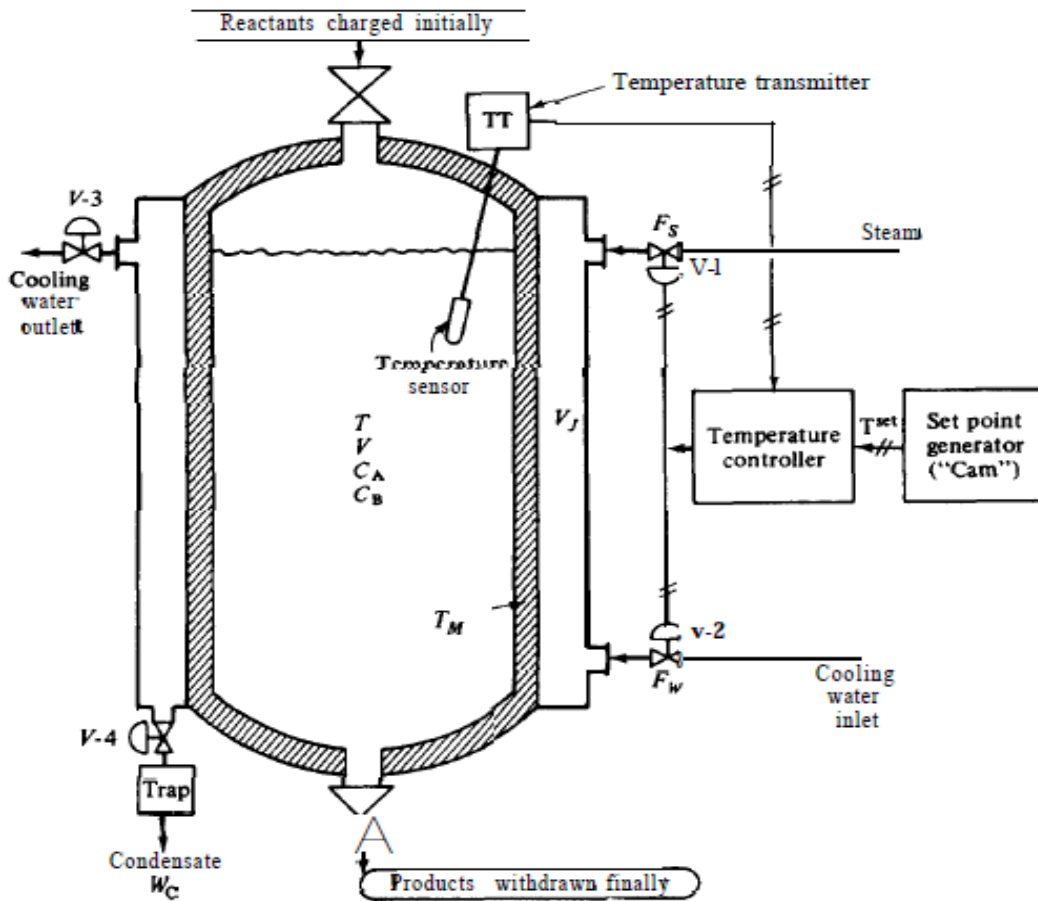 Reactants charged initially
Temperature transmitter
TT
V-3
F_S
Steam
V-1
Cooling
water
outlett
Temperature
sensor
T
V
C_A
C_B
V_J
Temperature
controller
T^set
Set point
generator
("Cam")
T_M
v-2
F_W
Cooling
water
inlet
V-4
Trap
Condensate
W_C
A
Products withdrawn finally